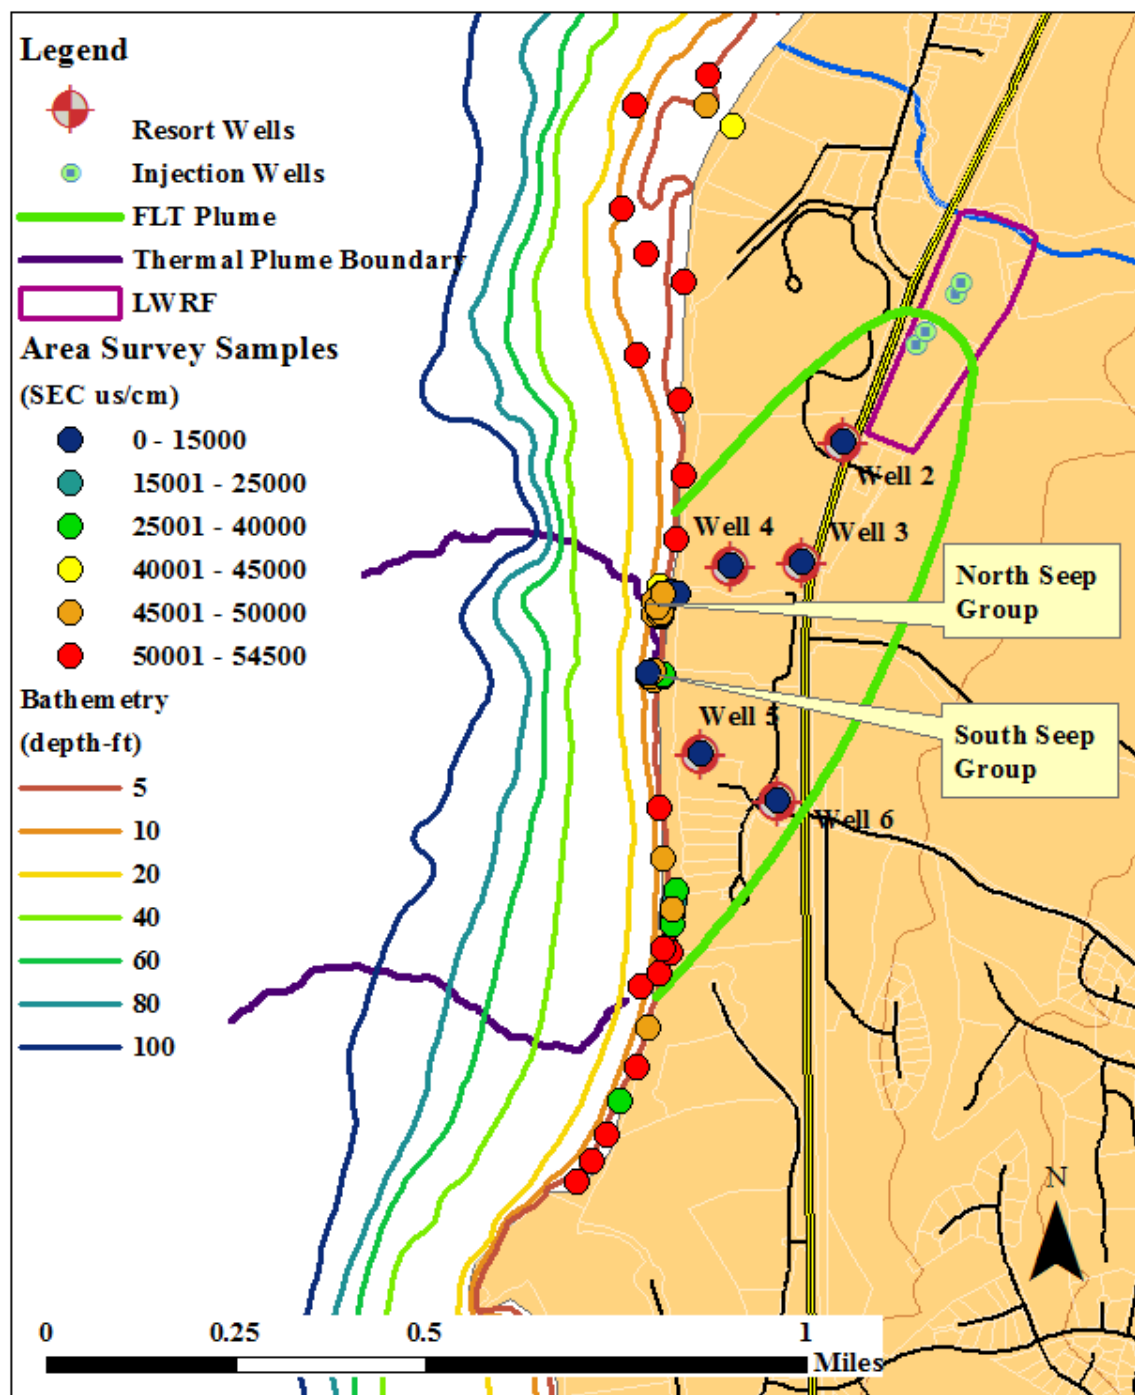 Legend
Resort Wells
Injection Wells
FLT Plume
Thermal Plume Boundary
LWRF
Area Survey Samples
(SEC us/cm)
0 - 15000
15001 - 25000
25001 - 40000
40001 - 45000
45001 - 50000
50001 - 54500
Bathemetry
(depth-ft)
5
10
20
40
60
80
100
Well 2
Well 4
Well 3
North Seep
Group
Well 5
South Seep
Group
Well 6
N
0 0.25 0.5 1
Miles